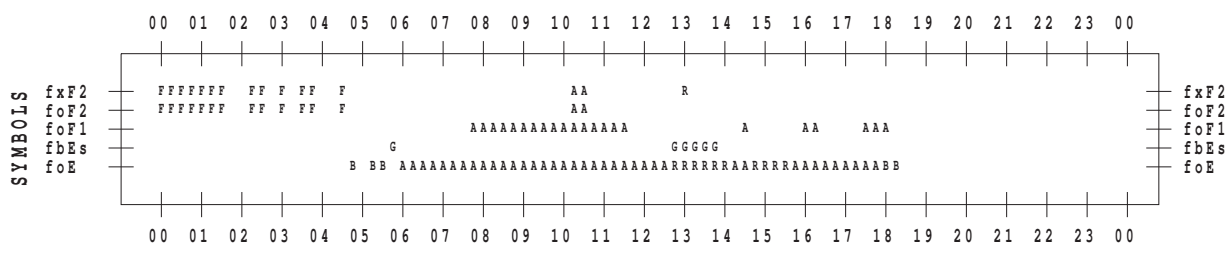 00 01 02 03 04 05 06 07 08 09 10 11 12 13 14 15 16 17 18 19 20 21 22 23 00
SYMBOLS
fxF2 FFFFFFF FF F FF F AA R fxF2
foF2 FFFFFFF FF F FF F AA foF2
foF1 AAAAAAAAAAAAAAAA A AA AAA foF1
fbEs G GGGGG fbEs
foE B BB AAAAAAAAAAAAAAAAAAAAAAAAAAARRRRRRAARRRRAAAAAAAAABB foE
00 01 02 03 04 05 06 07 08 09 10 11 12 13 14 15 16 17 18 19 20 21 22 23 00